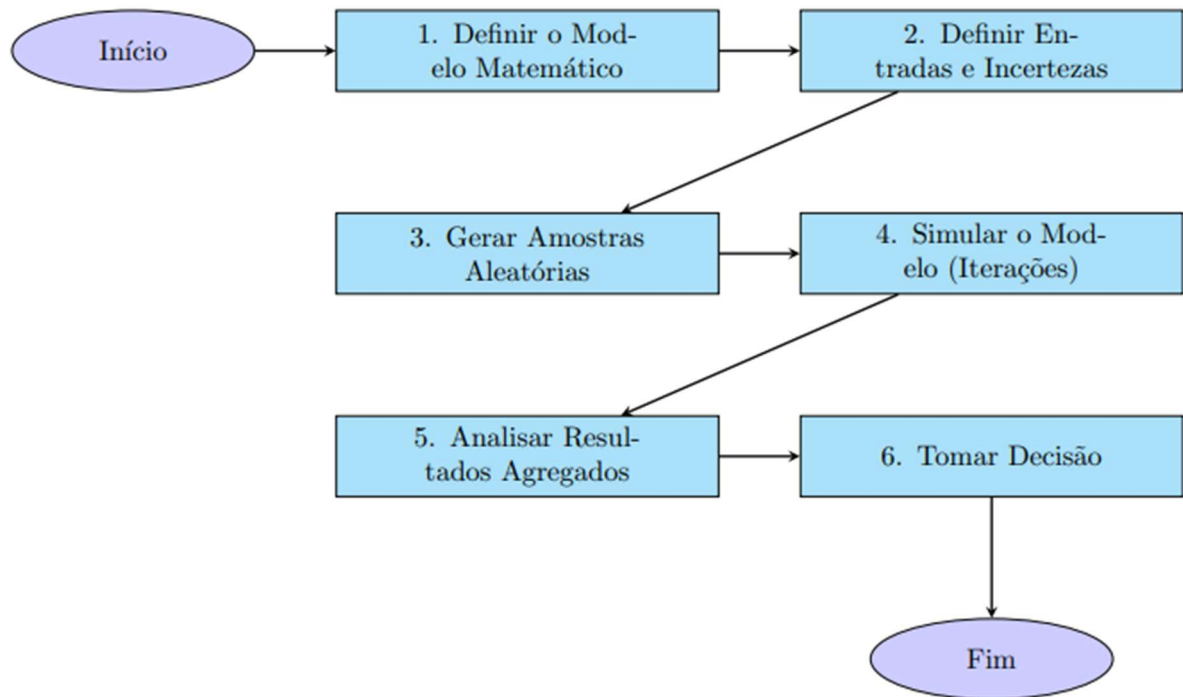 Início
1. Definir o Mod-
elo Matemático
2. Definir En-
tradas e Incertezas
3. Gerar Amostras
Aleatórias
4. Simular o Mod-
elo (Iterações)
5. Analisar Resul-
tados Agregados
6. Tomar Decisão
Fim